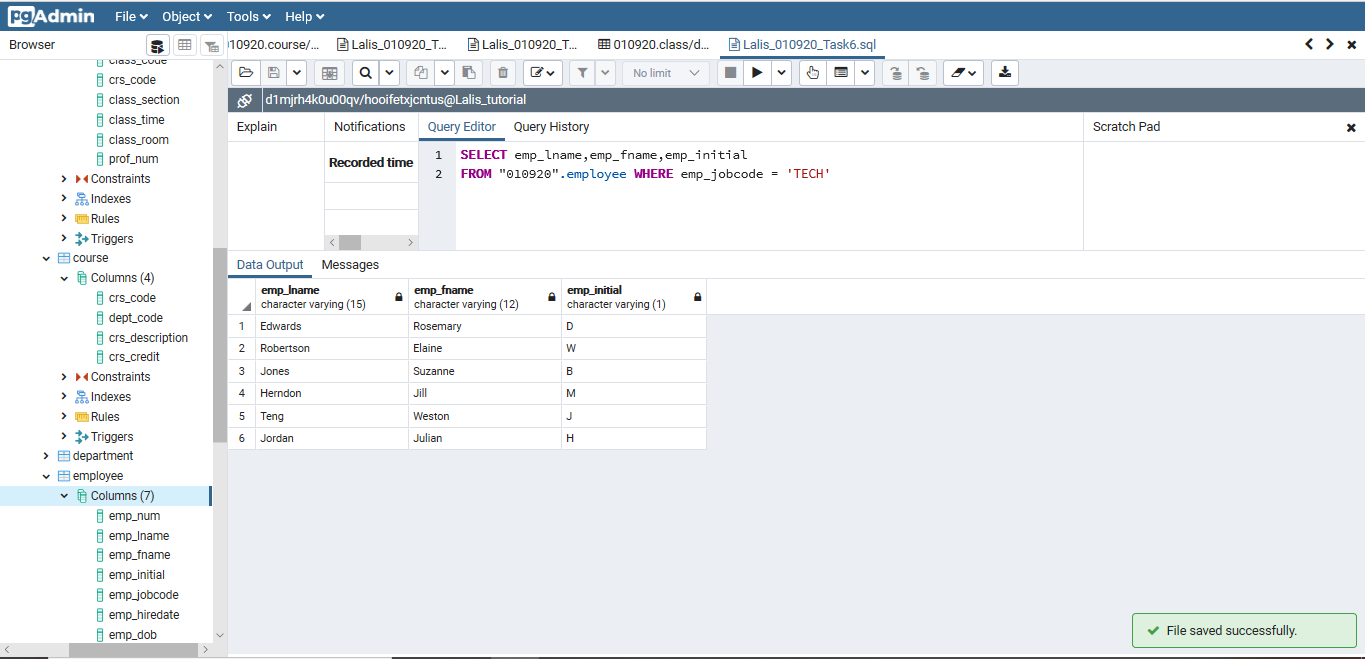 pgAdmin File Object Tools Help
Browser
010920.course/... Lalis_010920_T... Lalis_010920_T... 010920.class/d... Lalis_010920_Task6.sql
No limit
d1mjrh4k0u00qv/hooifetxjcntus@Lalis_tutorial
class_code
crs_code
class_section
class_time
class_room
prof_num
Constraints
Indexes
Rules
Triggers
course
Columns (4)
crs_code
dept_code
crs_description
crs_credit
Constraints
Indexes
Rules
Triggers
department
employee
Columns (7)
emp_num
emp_lname
emp_fname
emp_initial
emp_jobcode
emp_hiredate
emp_dob
Explain
Notifications
Recorded time
Query Editor Query History
1 SELECT emp_lname,emp_fname,emp_initial
2 FROM "010920".employee WHERE emp_jobcode = 'TECH'
Scratch Pad
Data Output Messages
emp_lname emp_fname emp_initial
character varying (15) character varying (12) character varying (1)
1 Edwards Rosemary D
2 Robertson Elaine W
3 Jones Suzanne B
4 Herndon Jill M
5 Teng Weston J
6 Jordan Julian H
File saved successfully.